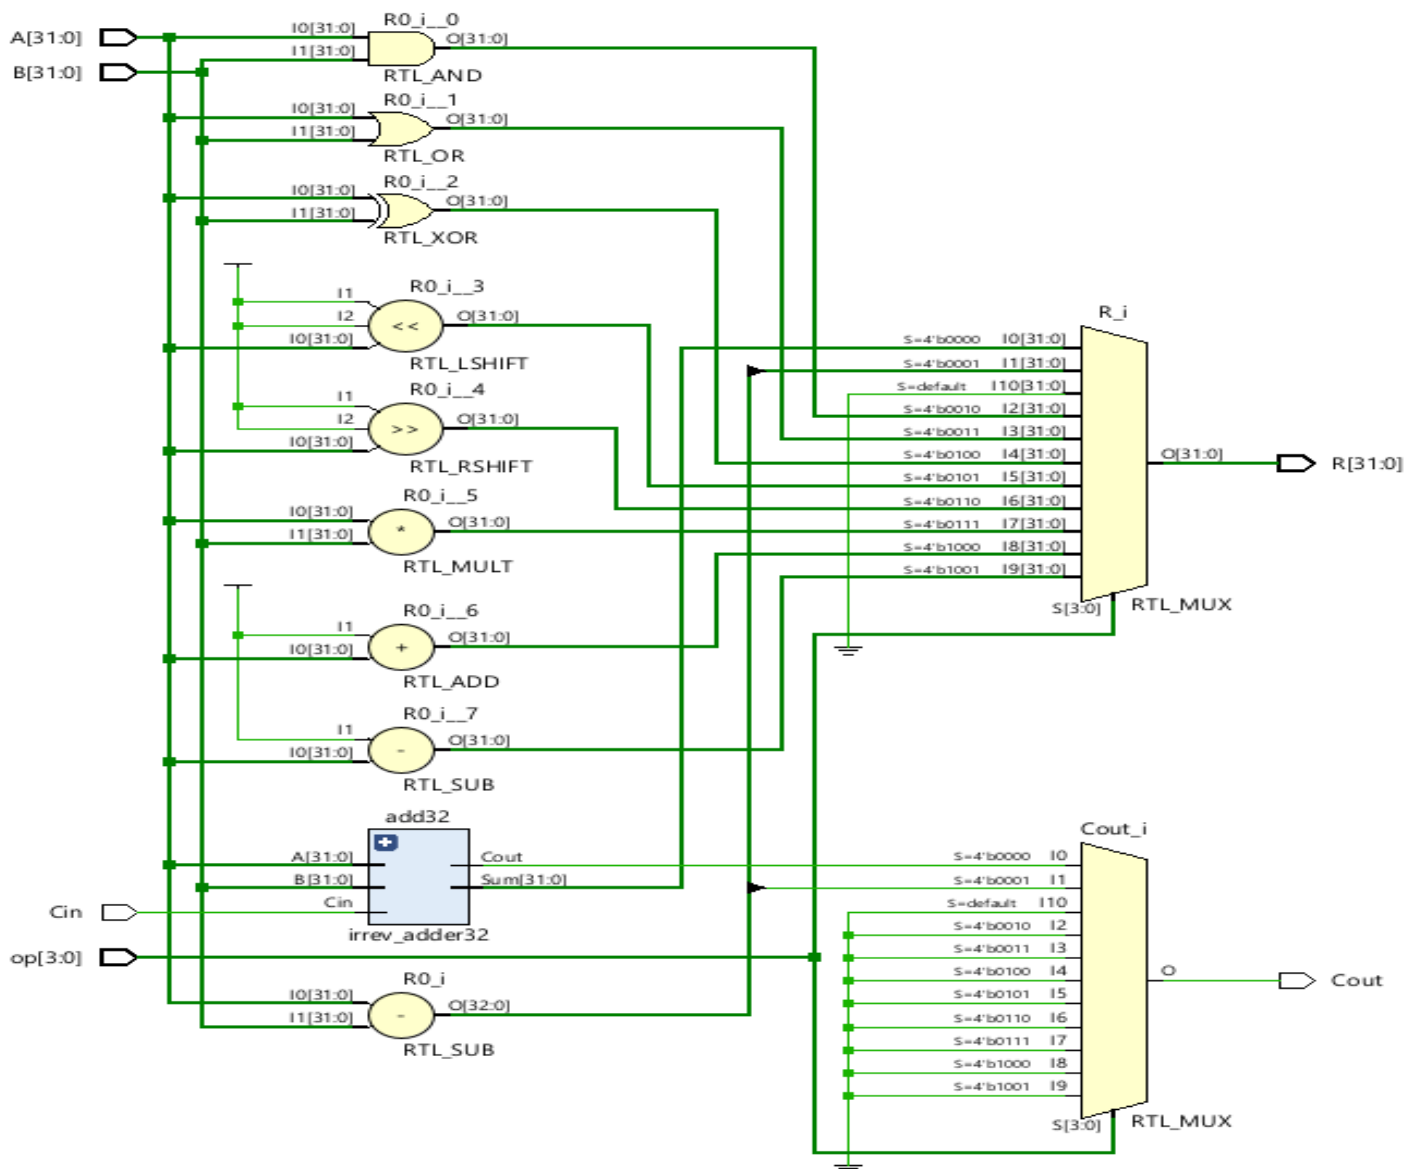 A[31:0]
B[31:0]
R0_i__0
I0[31:0]
I1[31:0]
O[31:0]
RTL_AND
R0_i__1
I0[31:0]
I1[31:0]
O[31:0]
RTL_OR
R0_i__2
I0[31:0]
I1[31:0]
O[31:0]
RTL_XOR
R0_i__3
I1
I2
I0[31:0]
<<
O[31:0]
RTL_LSHIFT
R0_i__4
I1
I2
I0[31:0]
>>
O[31:0]
RTL_RSHIFT
R0_i__5
I0[31:0]
I1[31:0]
*
O[31:0]
RTL_MULT
R0_i__6
I1
I0[31:0]
+
O[31:0]
RTL_ADD
R0_i__7
I1
I0[31:0]
-
O[31:0]
RTL_SUB
add32
A[31:0]
B[31:0]
Cin
Cout
Sum[31:0]
irrev_adder32
Cin
op[3:0]
R0_i
I0[31:0]
I1[31:0]
-
O[32:0]
RTL_SUB
R_i
S=4'b0000 I0[31:0]
S=4'b0001 I1[31:0]
S=default I10[31:0]
S=4'b0010 I2[31:0]
S=4'b0011 I3[31:0]
S=4'b0100 I4[31:0]
S=4'b0101 I5[31:0]
S=4'b0110 I6[31:0]
S=4'b0111 I7[31:0]
S=4'b1000 I8[31:0]
S=4'b1001 I9[31:0]
S[3:0]
RTL_MUX
O[31:0]
R[31:0]
Cout_i
S=4'b0000 I0
S=4'b0001 I1
S=default I10
S=4'b0010 I2
S=4'b0011 I3
S=4'b0100 I4
S=4'b0101 I5
S=4'b0110 I6
S=4'b0111 I7
S=4'b1000 I8
S=4'b1001 I9
S[3:0]
RTL_MUX
O
Cout